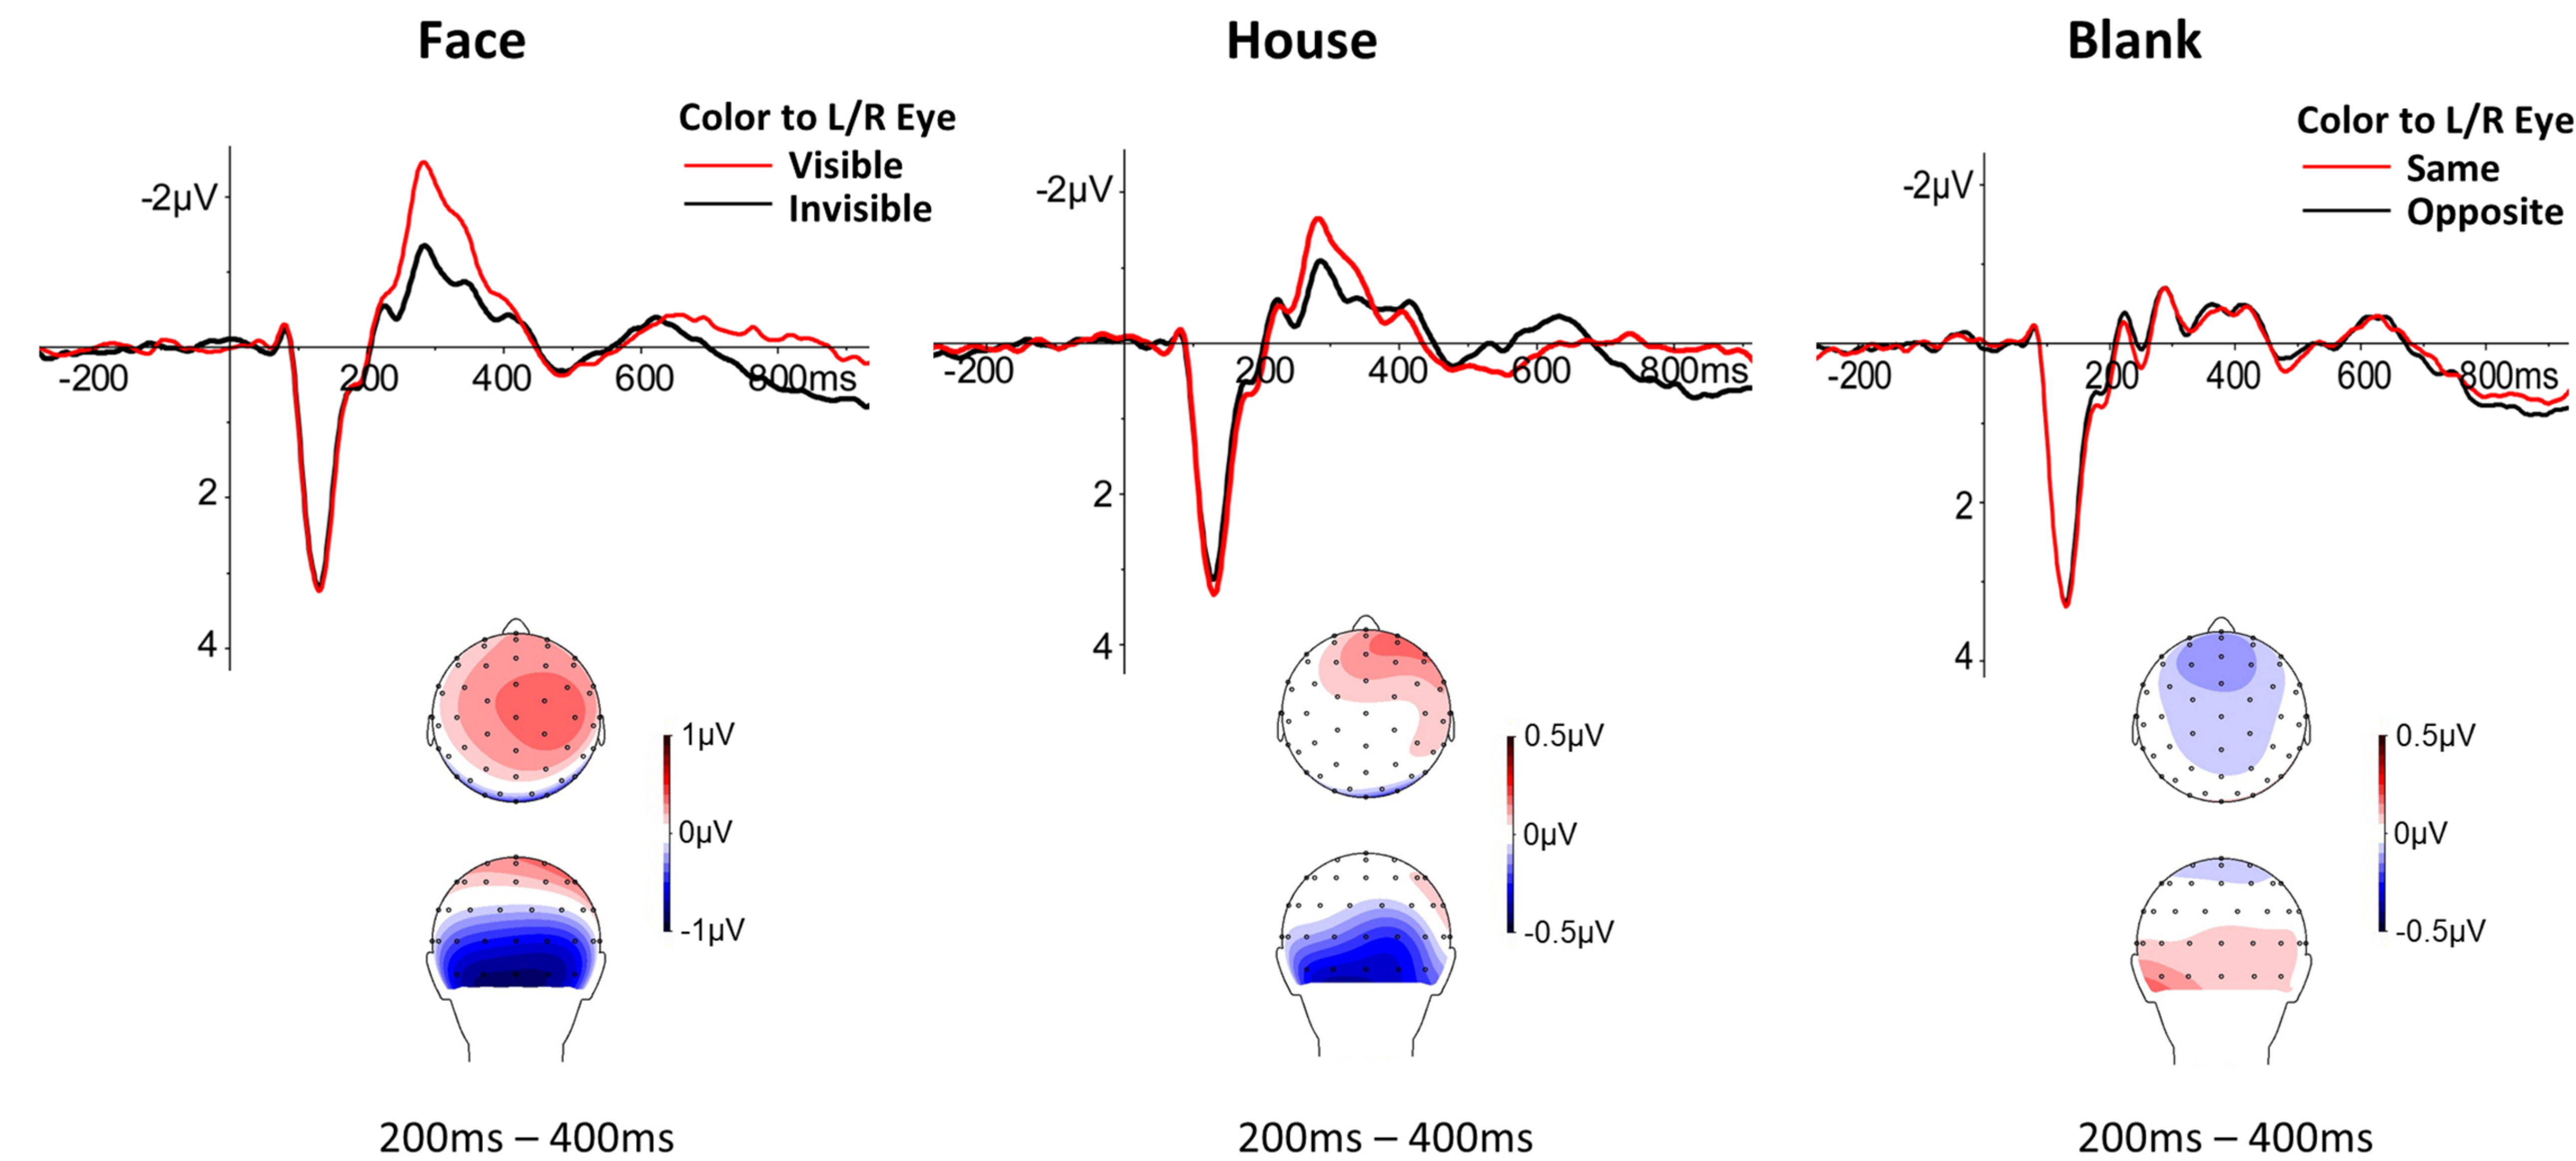 Face
Color to L/R Eye
Visible
Invisible
-2µV
-200
200
400
600
800ms
2
4
1µV
0µV
-1µV
200ms – 400ms
House
-2µV
-200
200
400
600
800ms
2
4
0.5µV
0µV
-0.5µV
200ms – 400ms
Blank
Color to L/R Eye
Same
Opposite
-2µV
-200
200
400
600
800ms
2
4
0.5µV
0µV
-0.5µV
200ms – 400ms